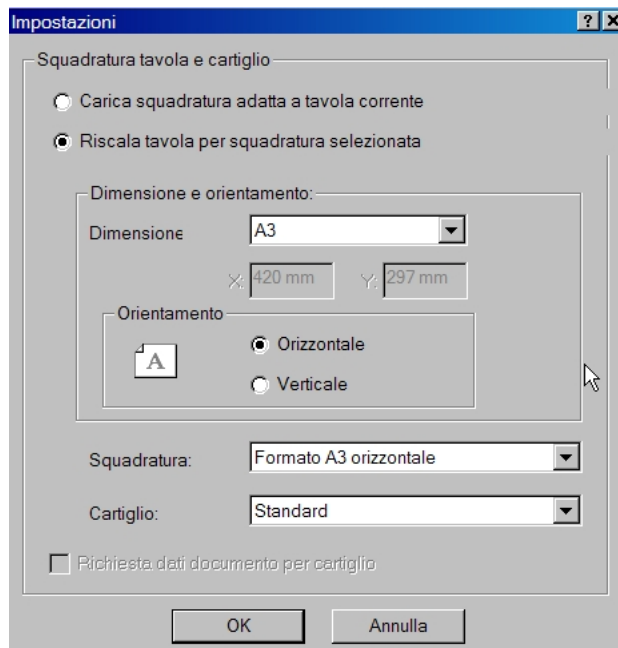 Impostazioni
Squadratura tavola e cartiglio
Carica squadratura adatta a tavola corrente
Riscala tavola per squadratura selezionata
Dimensione e orientamento:
Dimensione A3
X: 420 mm Y: 297 mm
Orientamento
A
Orizzontale
Verticale
Squadratura: Formato A3 orizzontale
Cartiglio: Standard
Richiesta dati documento per cartiglio
OK Annulla